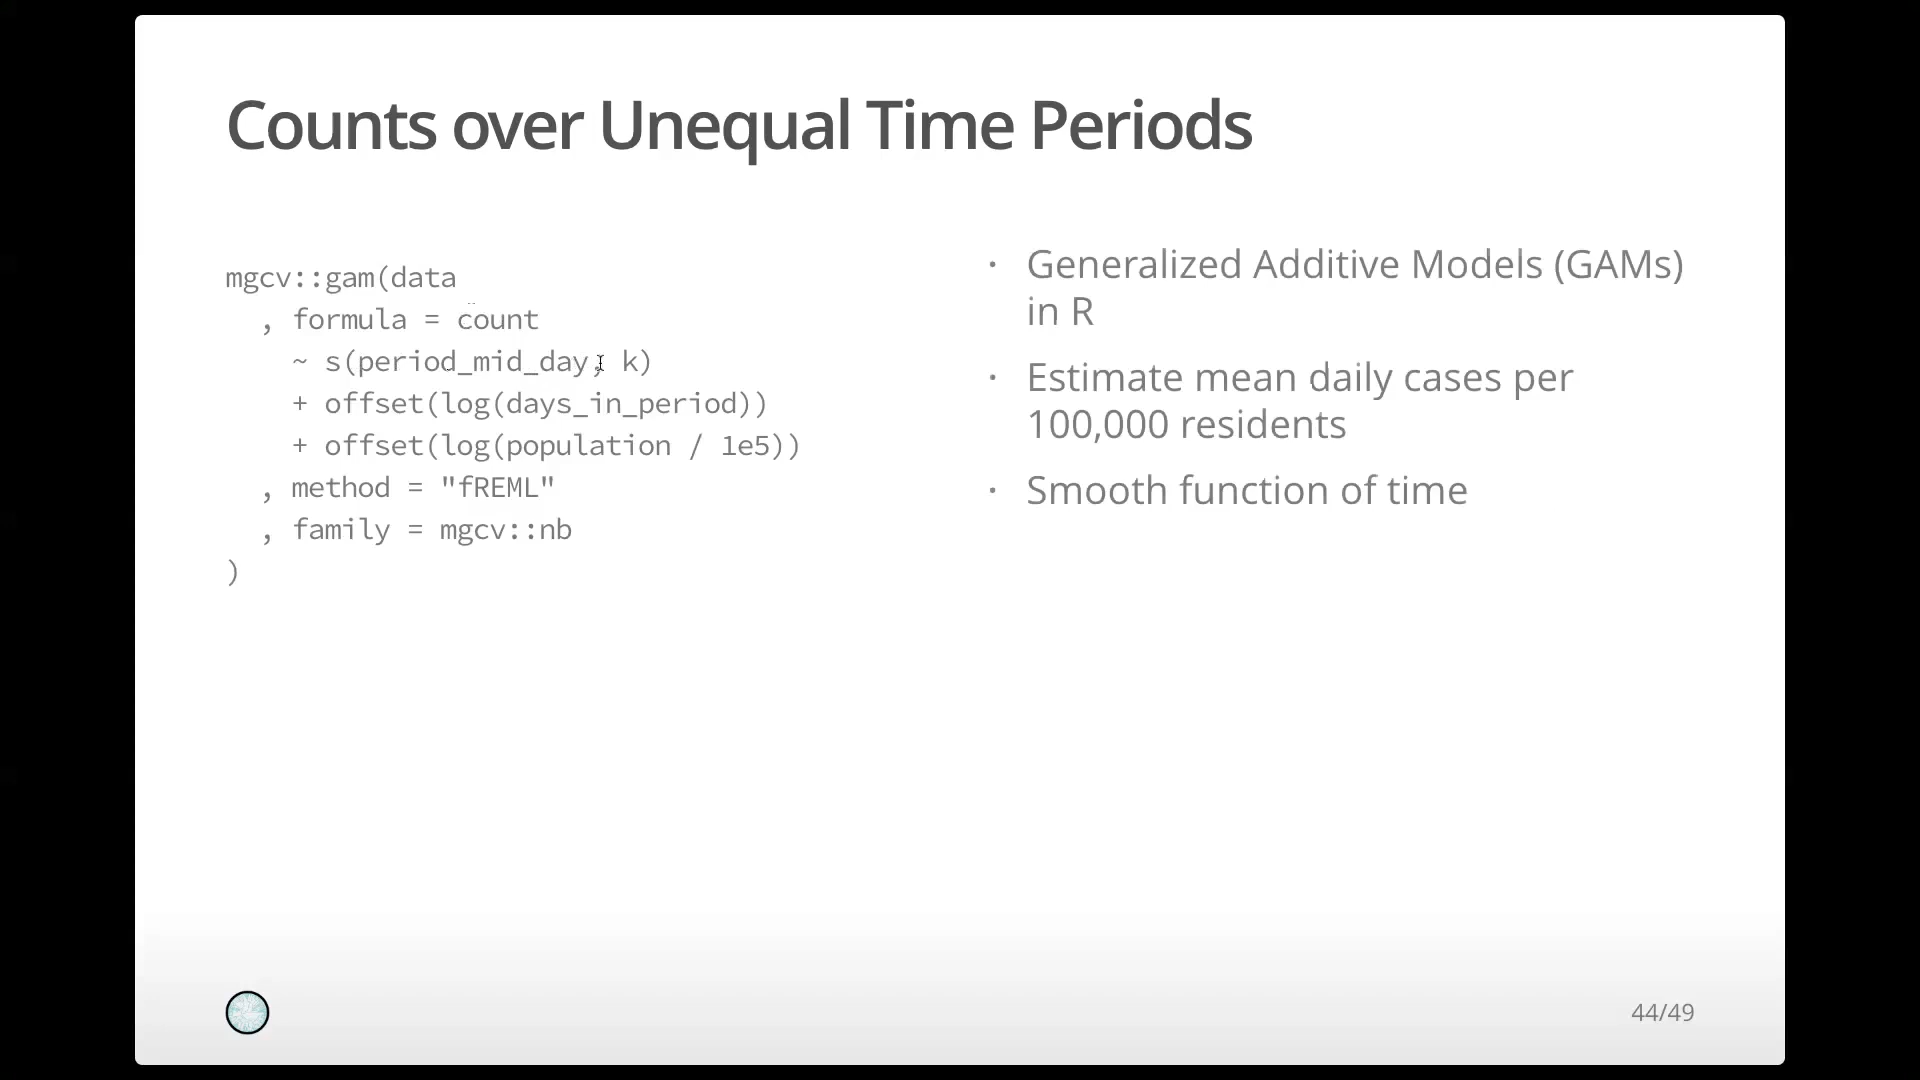 Counts over Unequal Time Periods
mgcv::gam(data
, formula = count
~ s(period_mid_day, k)
+ offset(log(days_in_period))
+ offset(log(population / 1e5))
, method = "fREML"
, family = mgcv::nb
)
· Generalized Additive Models (GAMs)
in R
· Estimate mean daily cases per
100,000 residents
· Smooth function of time
44/49